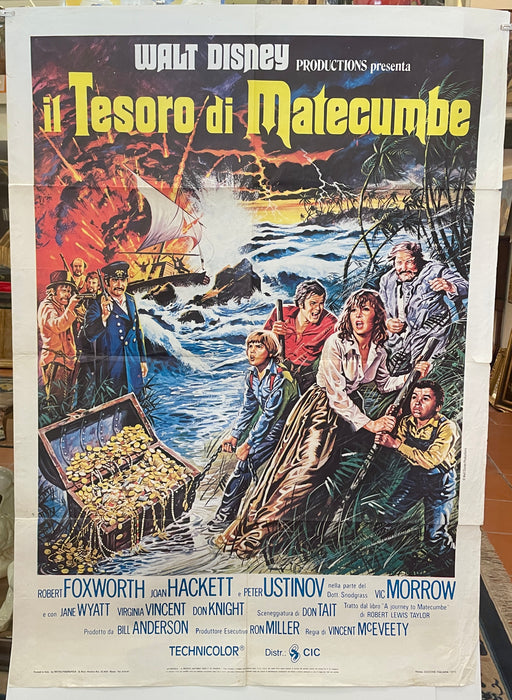 WALT DISNEY PRODUCTIONS presenta
il Tesoro di Matecumbe
ROBERT FOXWORTH JOAN HACKETT e PETER USTINOV nella parte del Dott. Snodgrass VIC MORROW
e con JANE WYATT VIRGINIA VINCENT DON KNIGHT Sceneggiatura di DON TAIT Tratto dal libro "A journey to Matecumbe" di ROBERT LEWIS TAYLOR
Prodotto da BILL ANDERSON Produttore Esecutivo RON MILLER Regia di VINCENT McEVEETY
TECHNICOLOR® Distr.: CIC